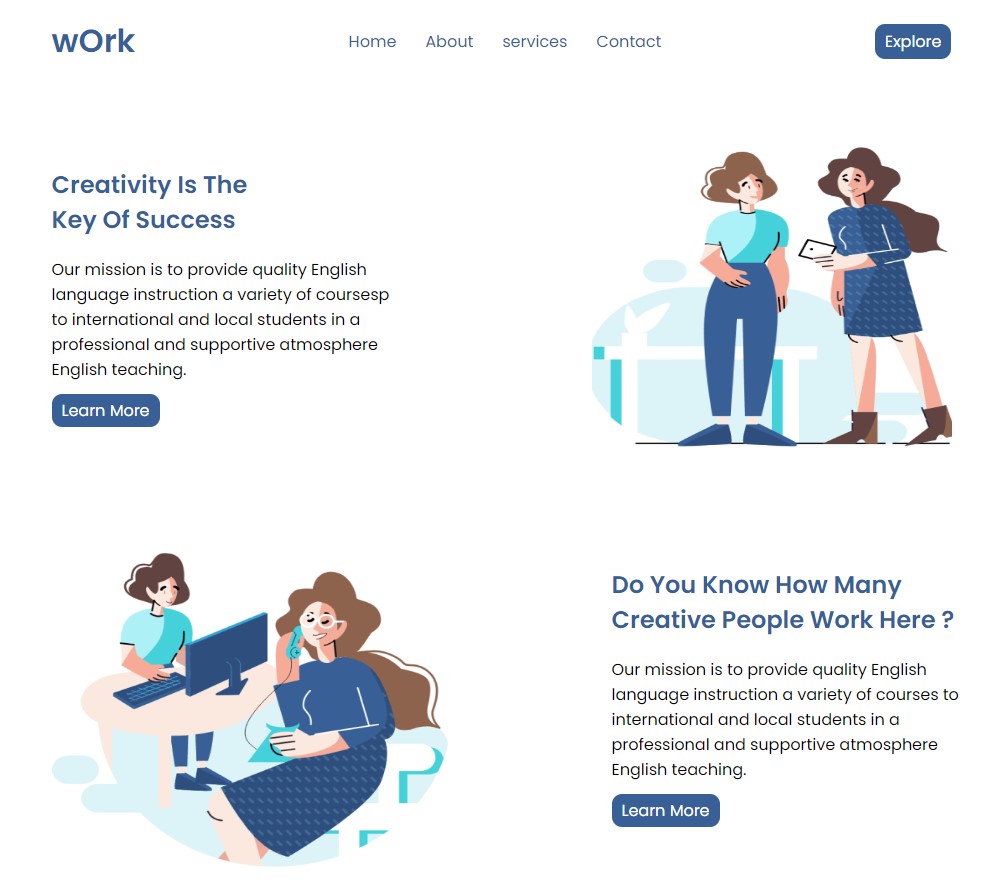 wOrk
Home About services Contact
Explore
Creativity Is The
Key Of Success
Our mission is to provide quality English
language instruction a variety of coursesp
to international and local students in a
professional and supportive atmosphere
English teaching.
Learn More
Do You Know How Many
Creative People Work Here ?
Our mission is to provide quality English
language instruction a variety of courses to
international and local students in a
professional and supportive atmosphere
English teaching.
Learn More